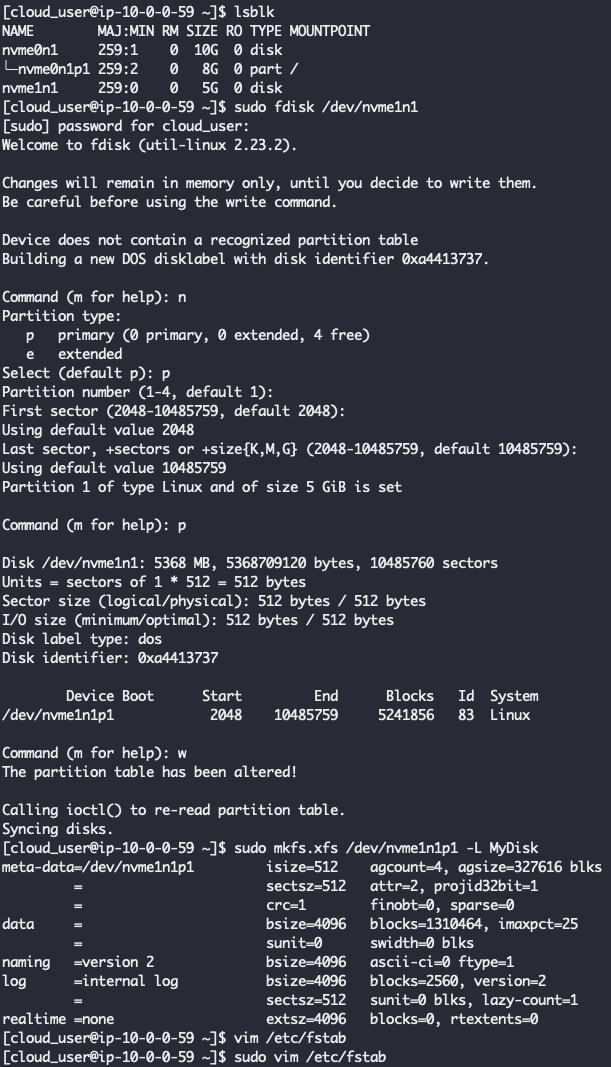 [cloud_user@ip-10-0-0-59 ~]$ lsblk
NAME        MAJ:MIN RM SIZE RO TYPE MOUNTPOINT
nvme0n1     259:1    0  10G  0 disk
└─nvme0n1p1 259:2    0   8G  0 part /
nvme1n1     259:0    0   5G  0 disk
[cloud_user@ip-10-0-0-59 ~]$ sudo fdisk /dev/nvme1n1
[sudo] password for cloud_user:
Welcome to fdisk (util-linux 2.23.2).

Changes will remain in memory only, until you decide to write them.
Be careful before using the write command.

Device does not contain a recognized partition table
Building a new DOS disklabel with disk identifier 0xa4413737.

Command (m for help): n
Partition type:
   p   primary (0 primary, 0 extended, 4 free)
   e   extended
Select (default p): p
Partition number (1-4, default 1):
First sector (2048-10485759, default 2048):
Using default value 2048
Last sector, +sectors or +size{K,M,G} (2048-10485759, default 10485759):
Using default value 10485759
Partition 1 of type Linux and of size 5 GiB is set

Command (m for help): p

Disk /dev/nvme1n1: 5368 MB, 5368709120 bytes, 10485760 sectors
Units = sectors of 1 * 512 = 512 bytes
Sector size (logical/physical): 512 bytes / 512 bytes
I/O size (minimum/optimal): 512 bytes / 512 bytes
Disk label type: dos
Disk identifier: 0xa4413737

        Device Boot      Start         End      Blocks   Id  System
/dev/nvme1n1p1            2048    10485759     5241856   83  Linux

Command (m for help): w
The partition table has been altered!

Calling ioctl() to re-read partition table.
Syncing disks.
[cloud_user@ip-10-0-0-59 ~]$ sudo mkfs.xfs /dev/nvme1n1p1 -L MyDisk
meta-data=/dev/nvme1n1p1         isize=512    agcount=4, agsize=327616 blks
         =                       sectsz=512   attr=2, projid32bit=1
         =                       crc=1        finobt=0, sparse=0
data     =                       bsize=4096   blocks=1310464, imaxpct=25
         =                       sunit=0      swidth=0 blks
naming   =version 2              bsize=4096   ascii-ci=0 ftype=1
log      =internal log           bsize=4096   blocks=2560, version=2
         =                       sectsz=512   sunit=0 blks, lazy-count=1
realtime =none                   extsz=4096   blocks=0, rtextents=0
[cloud_user@ip-10-0-0-59 ~]$ vim /etc/fstab
[cloud_user@ip-10-0-0-59 ~]$ sudo vim /etc/fstab